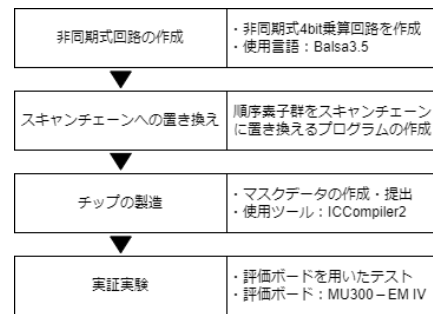 非同期式回路の作成
・非同期式4bit乗算回路を作成
・使用言語：Balsa3.5
スキャンチェーンへの置き換え
順序素子群をスキャンチェーン
に置き換えるプログラムの作成
チップの製造
・マスクデータの作成・提出
・使用ツール：ICCompiler2
実証実験
・評価ボードを用いたテスト
・評価ボード：MU300 – EM IV